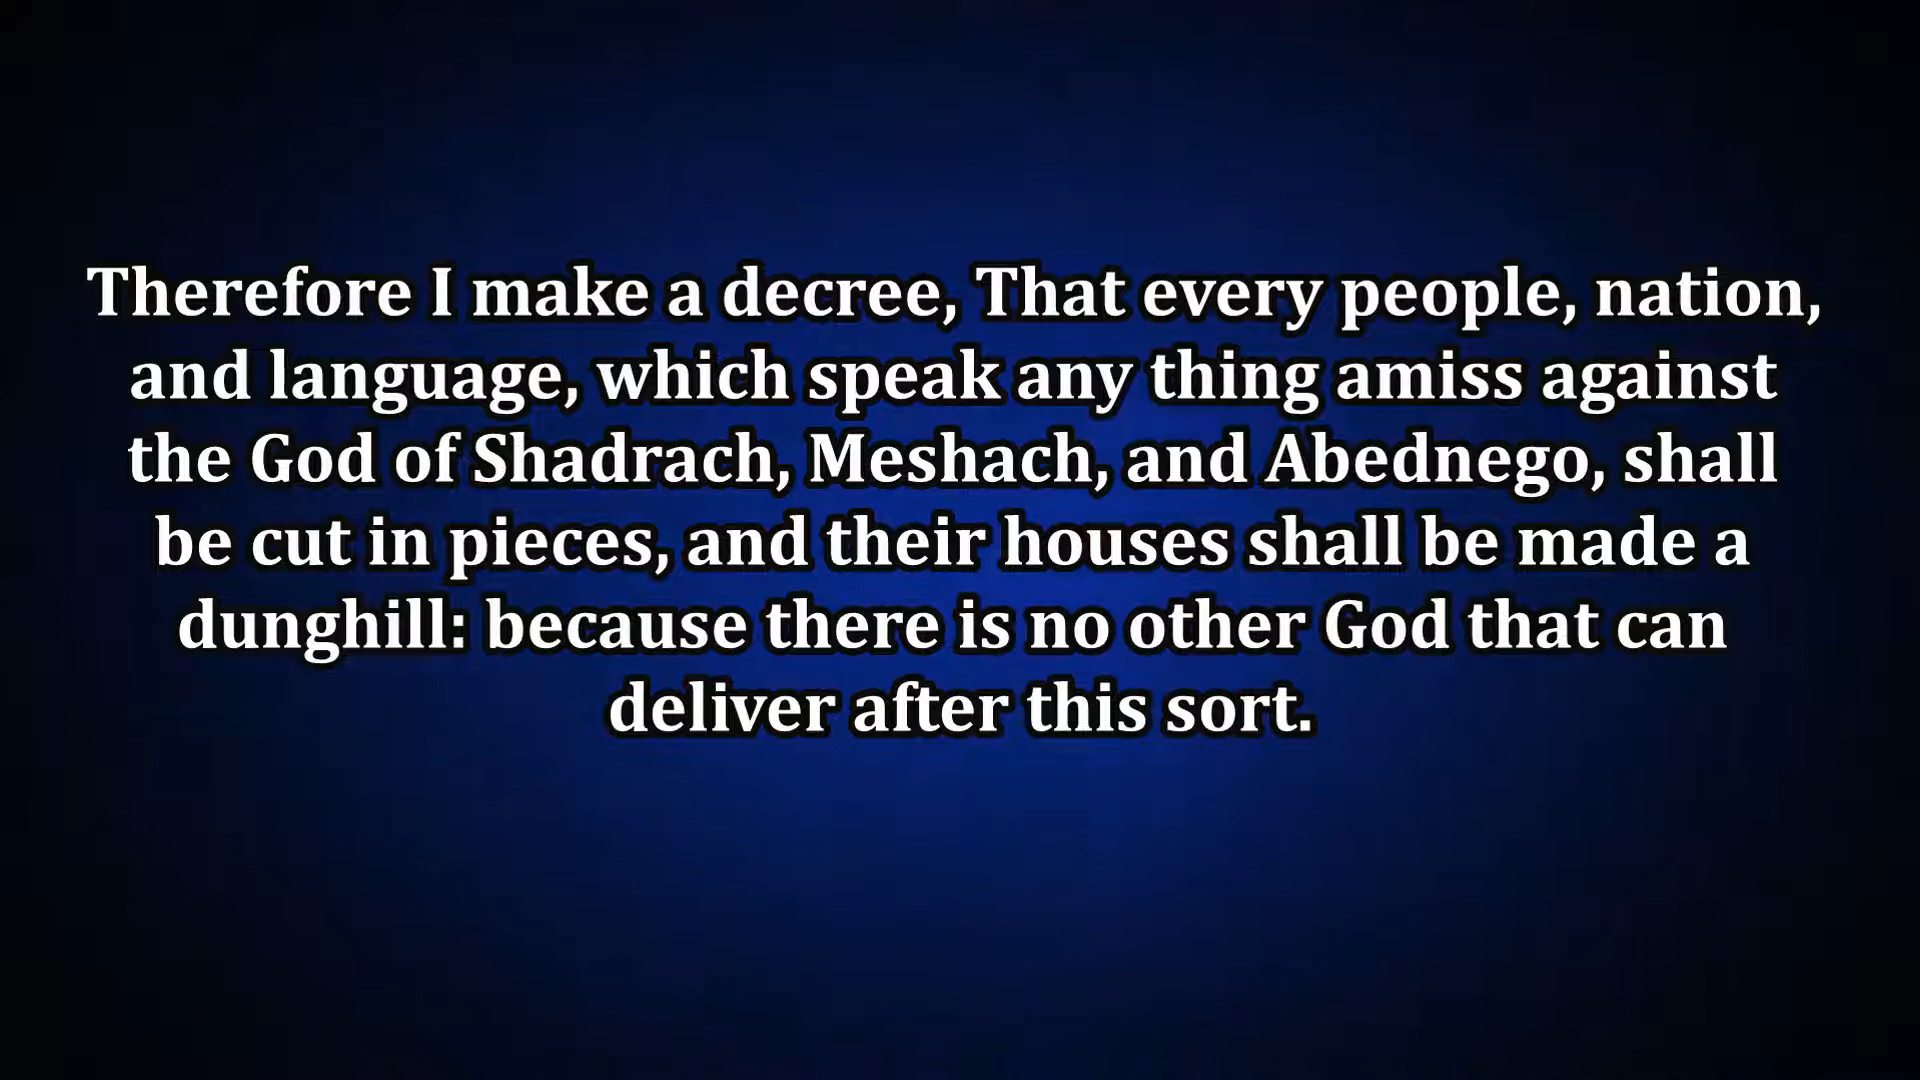 Therefore I make a decree, That every people, nation,
and language, which speak any thing amiss against
the God of Shadrach, Meshach, and Abednego, shall
be cut in pieces, and their houses shall be made a
dunghill: because there is no other God that can
deliver after this sort.